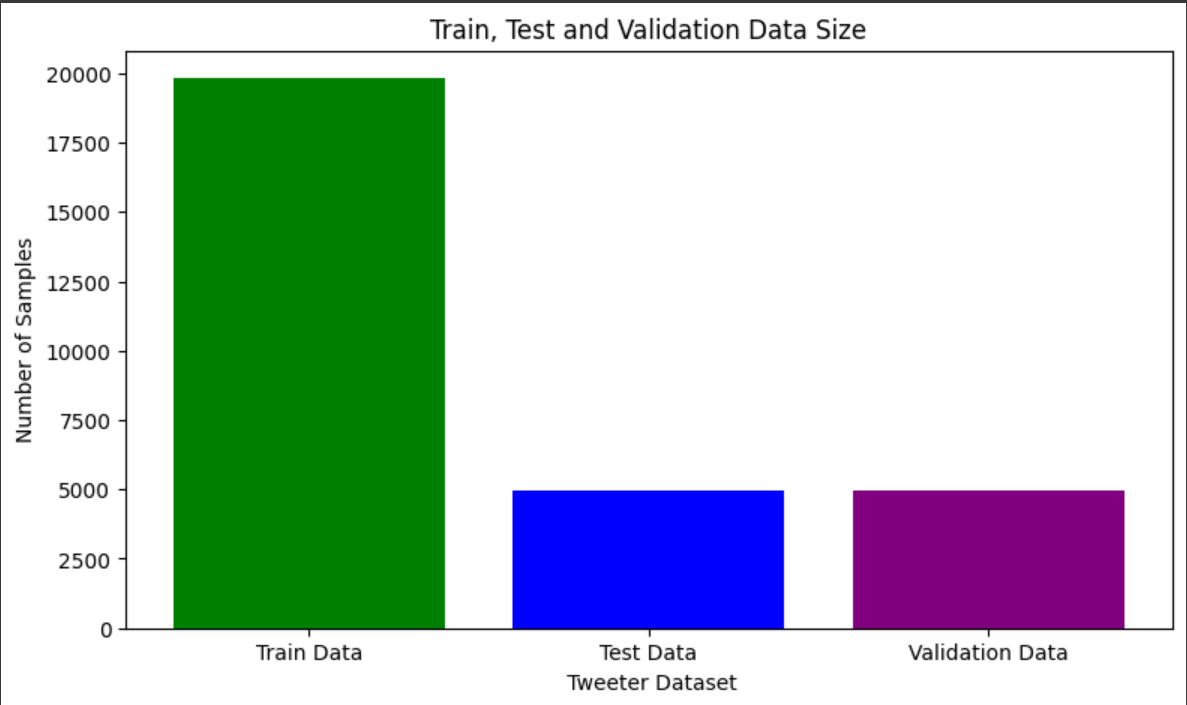 Train, Test and Validation Data Size
Number of Samples
20000
17500
15000
12500
10000
7500
5000
2500
0
Train Data
Test Data
Validation Data
Tweeter Dataset